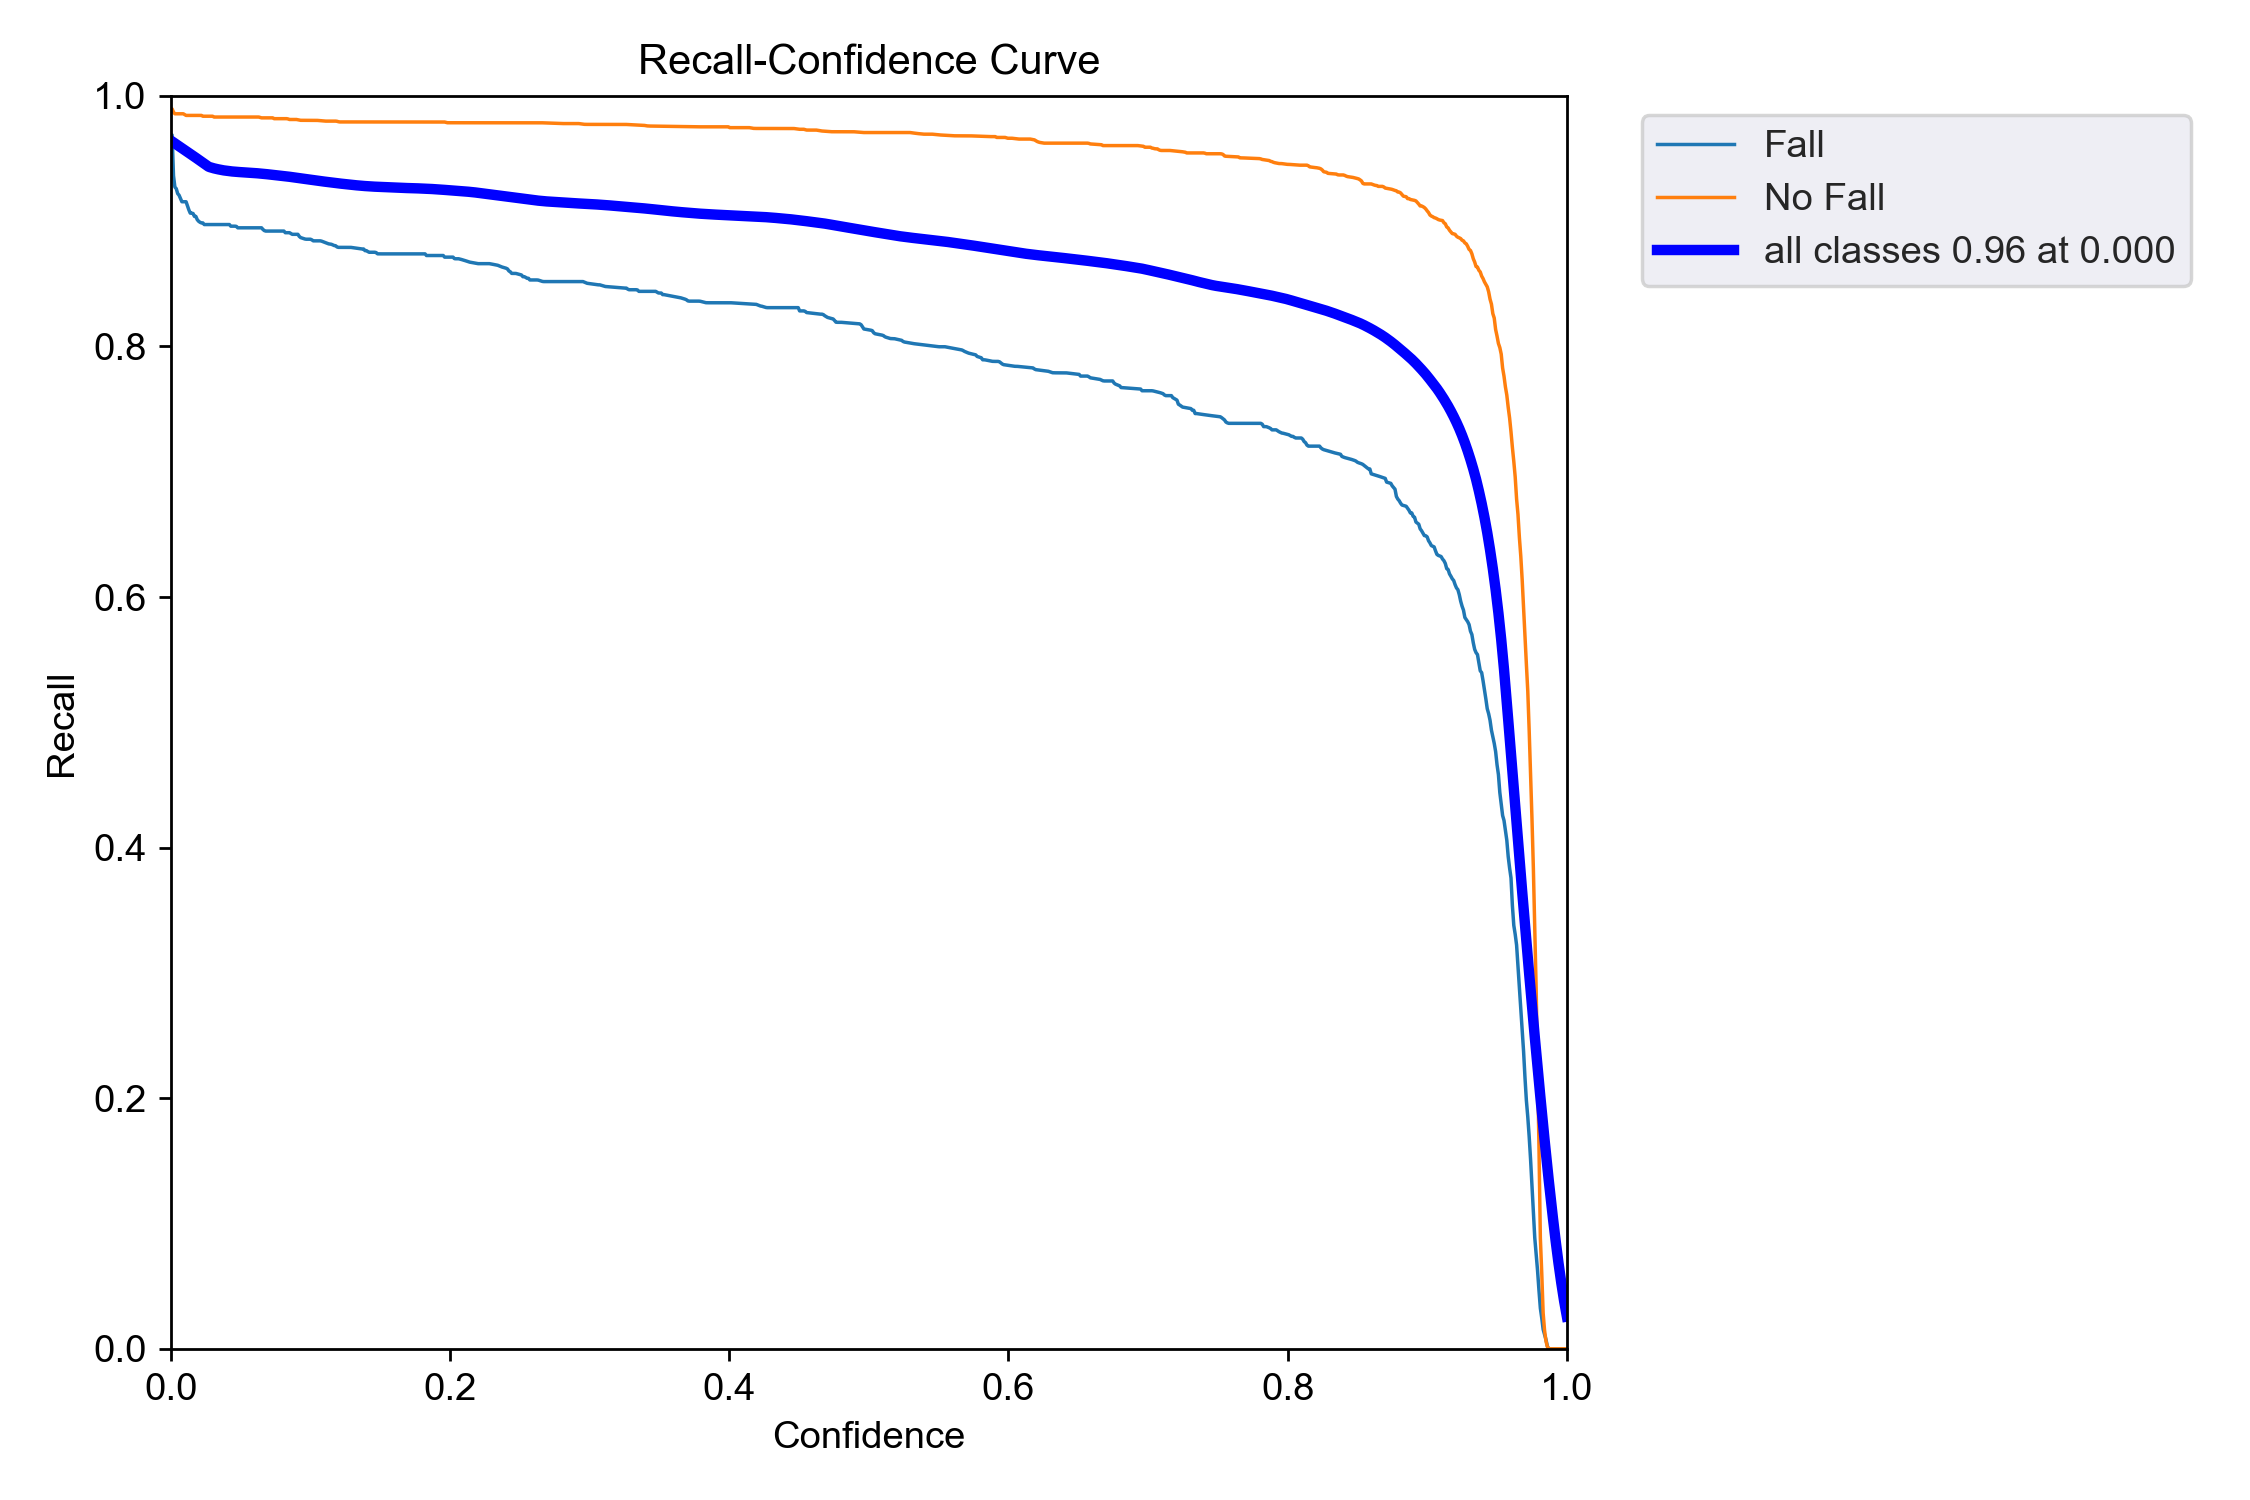 Recall-Confidence Curve
1.0
0.8
0.6
0.4
0.2
0.0
Recall
0.0 0.2 0.4 0.6 0.8 1.0
Confidence
Fall
No Fall
all classes 0.96 at 0.000